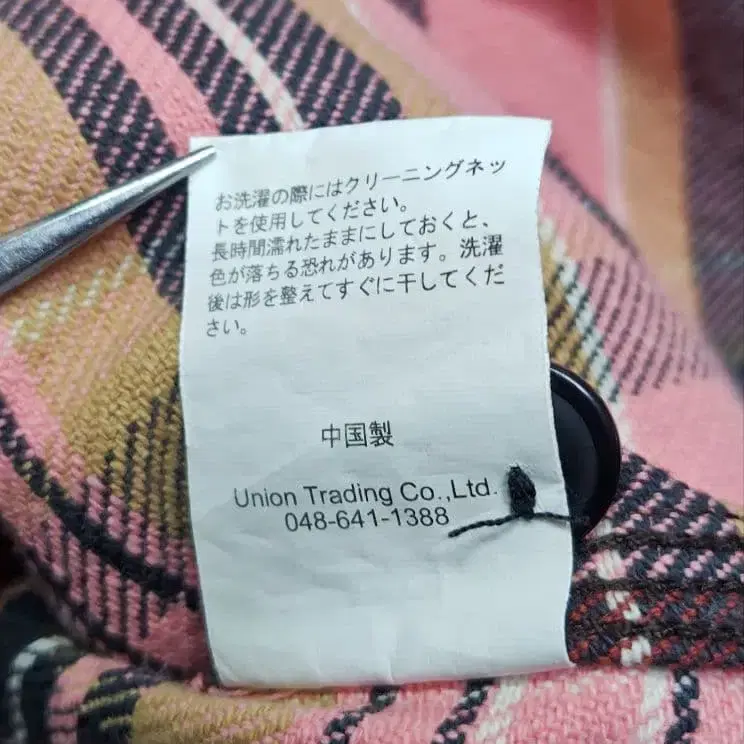 お洗濯の際にはクリーニングネッ
トを使用してください。
長時間濡れたままにしておくと、
色が落ちる恐れがあります。洗濯
後は形を整えてすぐに干してくだ
さい。
中国製
Union Trading Co.,Ltd.
048-641-1388